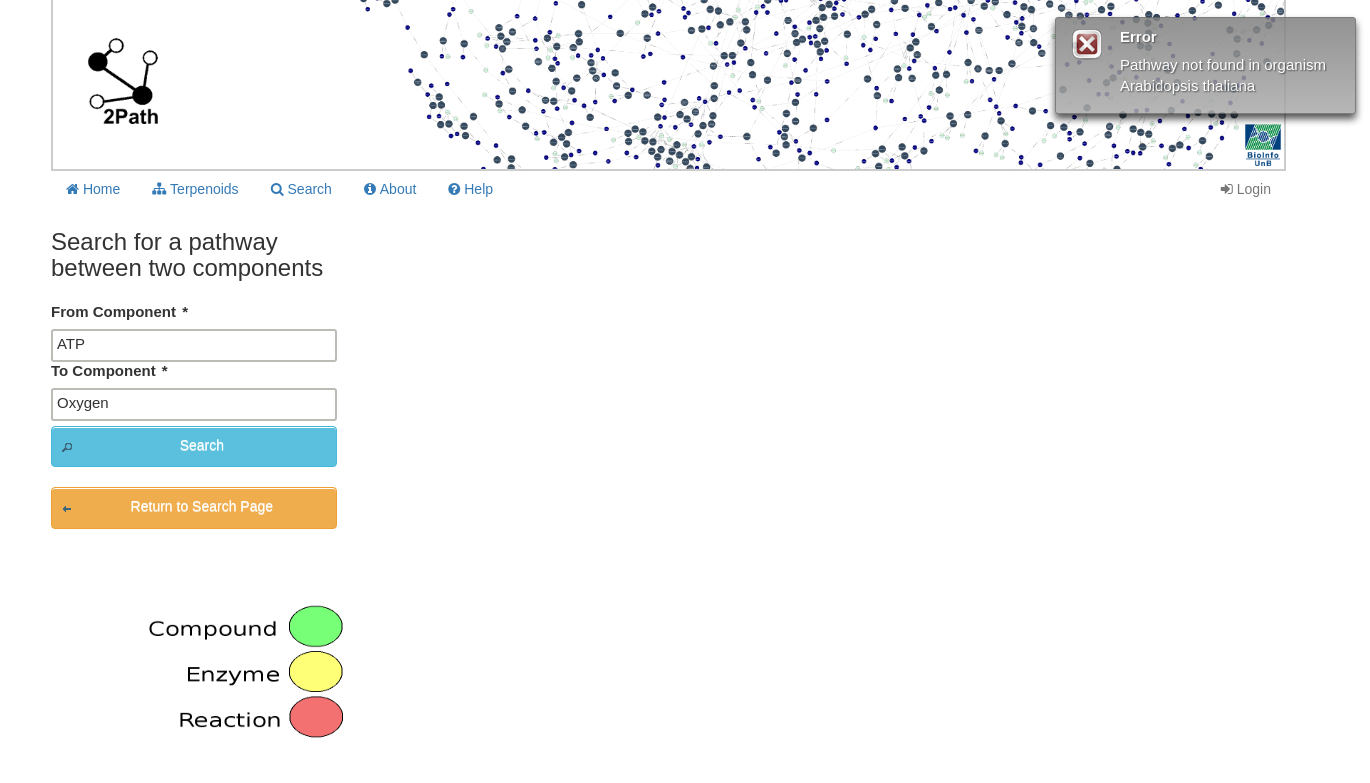 2Path
Error
Pathway not found in organism
Arabidopsis thaliana
BioInfo
UnB
Home Terpenoids Search About Help Login
Search for a pathway
between two components
From Component *
ATP
To Component *
Oxygen
Search
Return to Search Page
Compound
Enzyme
Reaction